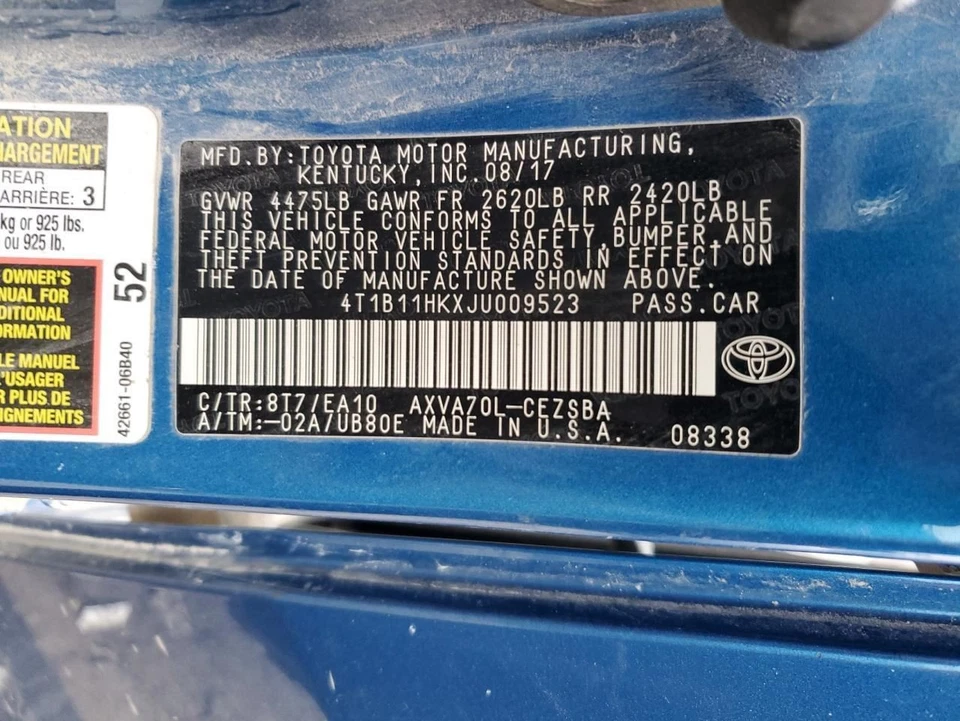 ATION
HARGEMENT
REAR
ARRIÈRE: 3
kg or 925 lbs.
ou 925 lb.
OWNER'S
NUAL FOR
DITIONAL
FORMATION
LE MANUEL
L'USAGER
R PLUS DE
IGNEMENTS
52
42661-06B40
MFD.BY:TOYOTA MOTOR MANUFACTURING,
KENTUCKY,INC.08/17
GVWR 4475LB GAWR FR 2620LB RR 2420LB
THIS VEHICLE CONFORMS TO ALL APPLICABLE
FEDERAL MOTOR VEHICLE SAFETY,BUMPER,AND
THEFT PREVENTION STANDARDS IN EFFECT ON
THE DATE OF MANUFACTURE SHOWN ABOVE.
4T1B11HKXJU009523 PASS.CAR
C/TR:8T7/EA10 AXVA70L-CEZSBA
A/TM:-02A/UB80E MADE IN U.S.A. 08338